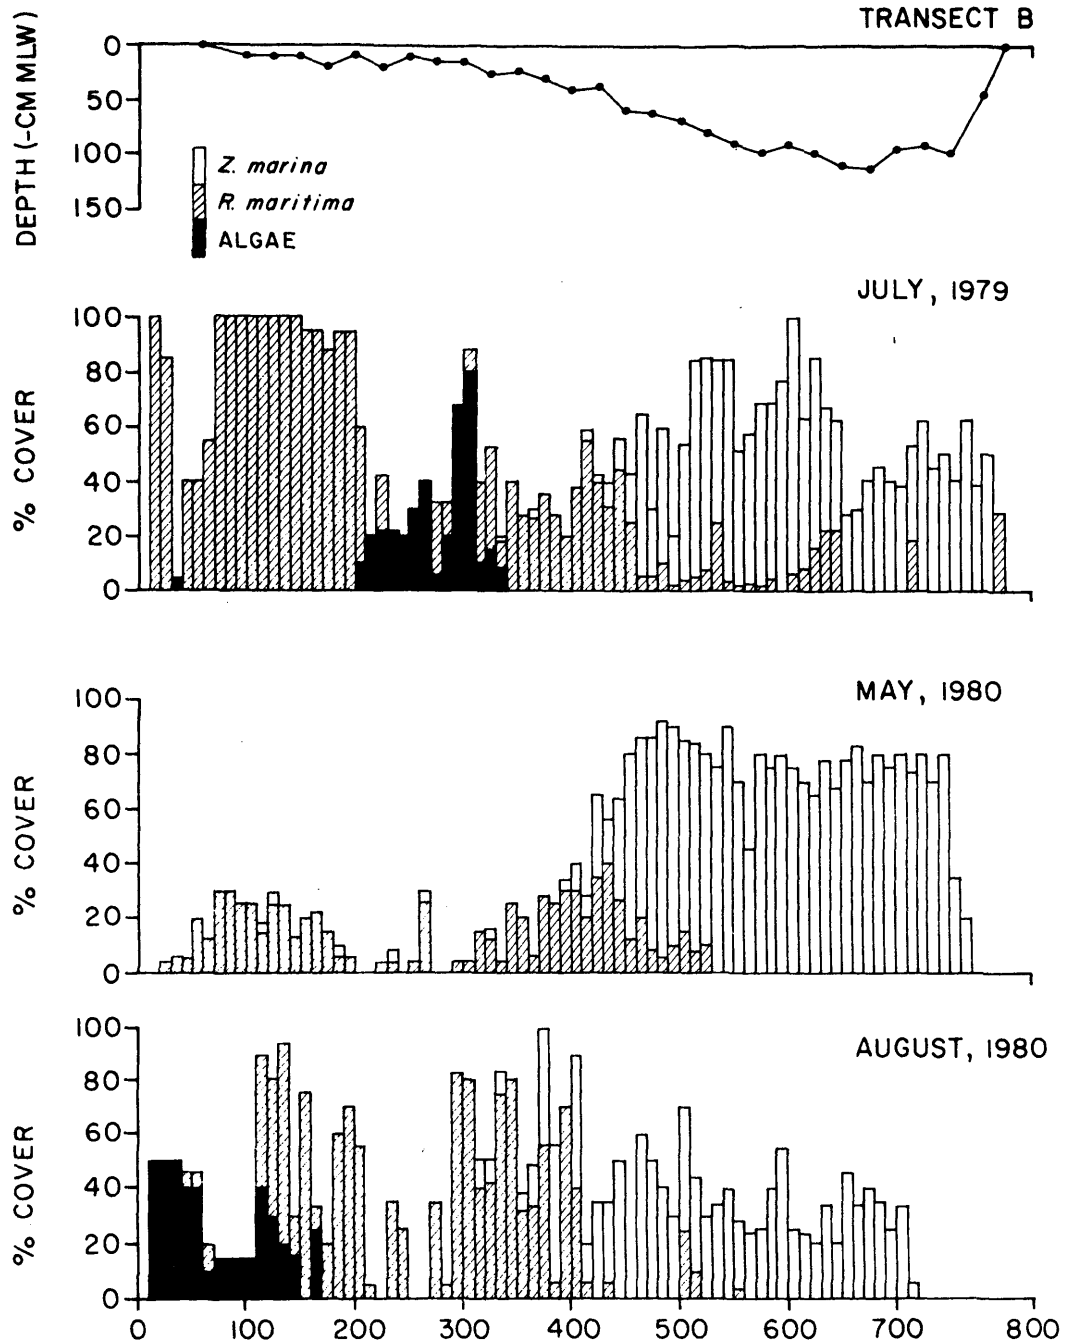 TRANSECT B
DEPTH (-CM MLW)
0
50
100
150
Z. marina
R. maritima
ALGAE
JULY, 1979
% COVER
100
80
60
40
20
0
MAY, 1980
% COVER
100
80
60
40
20
0
AUGUST, 1980
% COVER
100
80
60
40
20
0
0 100 200 300 400 500 600 700 800